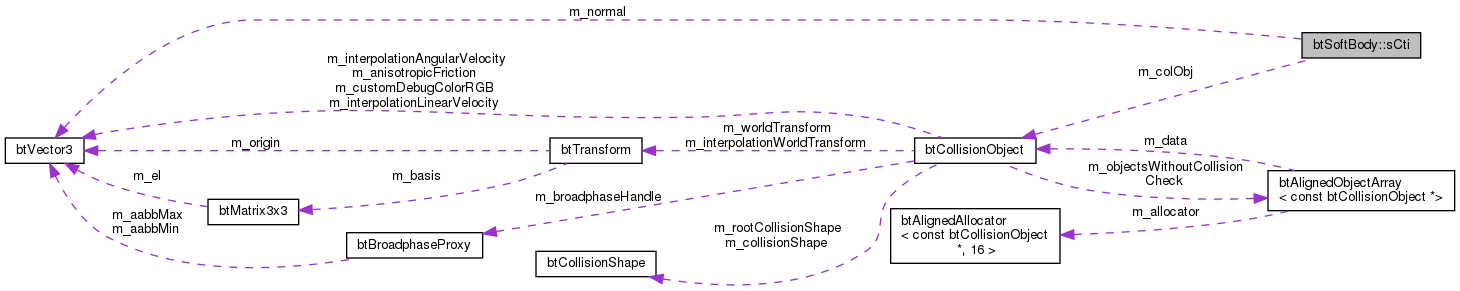 m_normal
btSoftBody::sCti
m_interpolationAngularVelocity
m_anisotropicFriction
m_customDebugColorRGB
m_interpolationLinearVelocity
m_colObj
m_worldTransform
m_interpolationWorldTransform
m_origin
m_data
btVector3
btTransform
btCollisionObject
m_objectsWithoutCollision
Check
m_el
m_basis
btAlignedObjectArray
< const btCollisionObject *>
m_broadphaseHandle
btMatrix3x3
m_allocator
m_aabbMax
m_aabbMin
btAlignedAllocator
< const btCollisionObject
*, 16 >
m_rootCollisionShape
m_collisionShape
btBroadphaseProxy
btCollisionShape